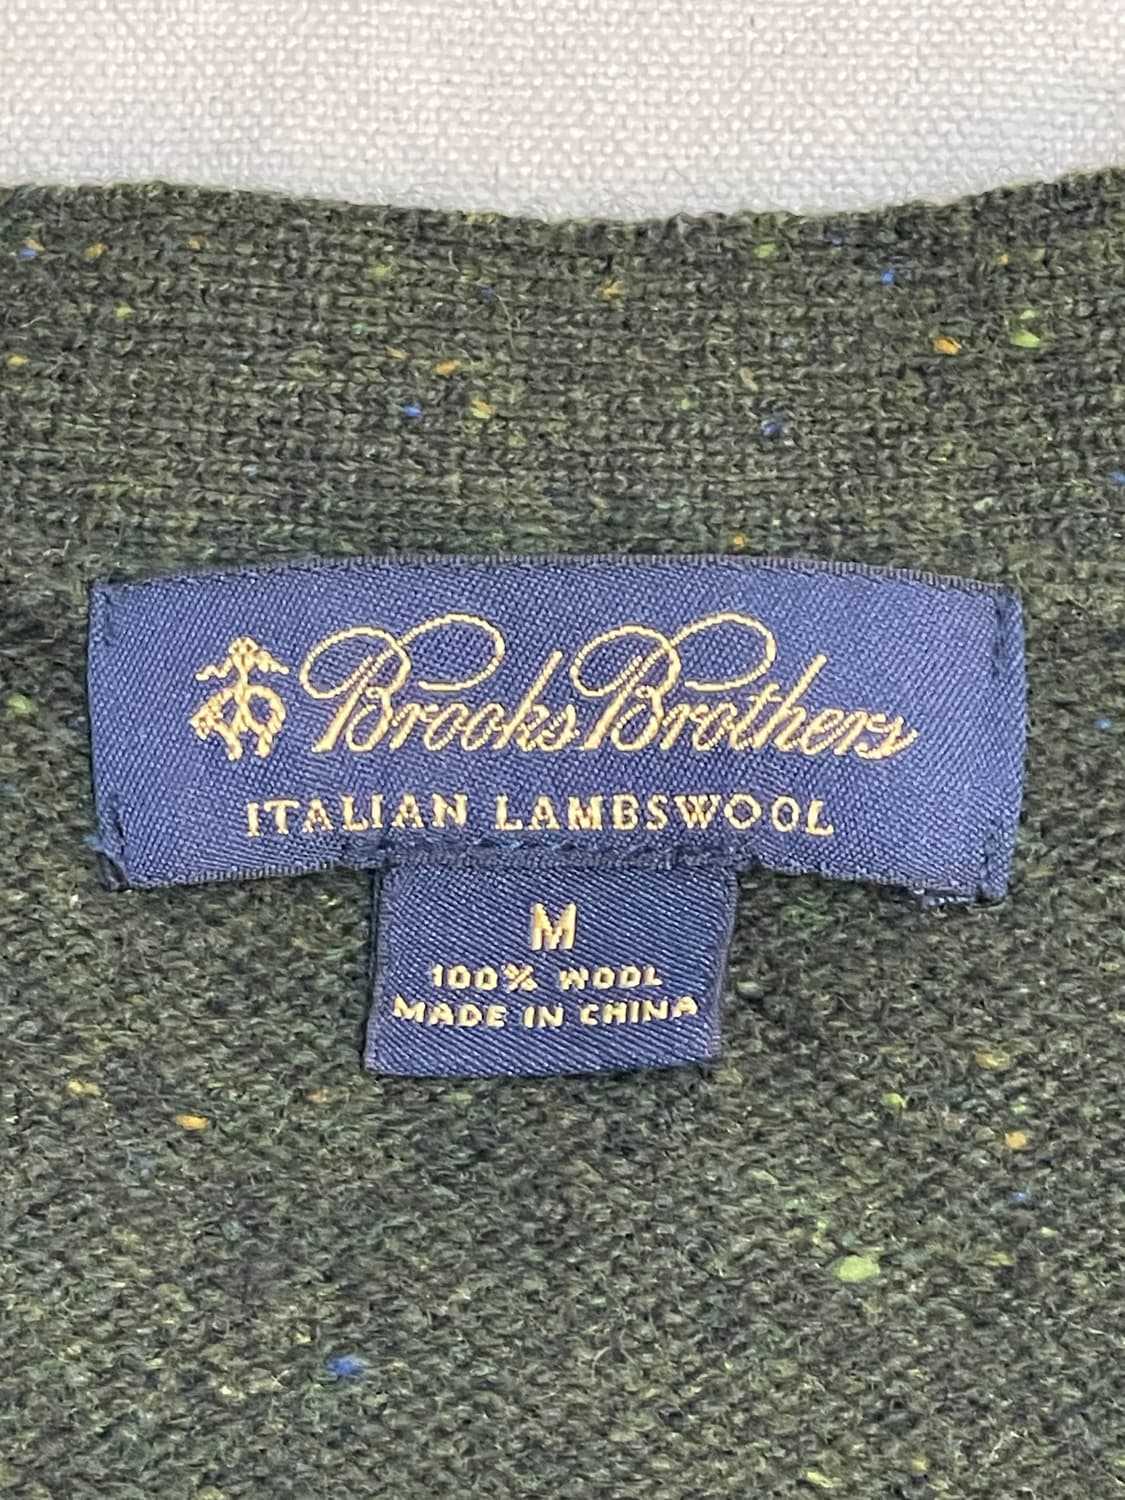 Brooks Brothers
ITALIAN LAMBSWOOL
M
100% WOOL
MADE IN CHINA